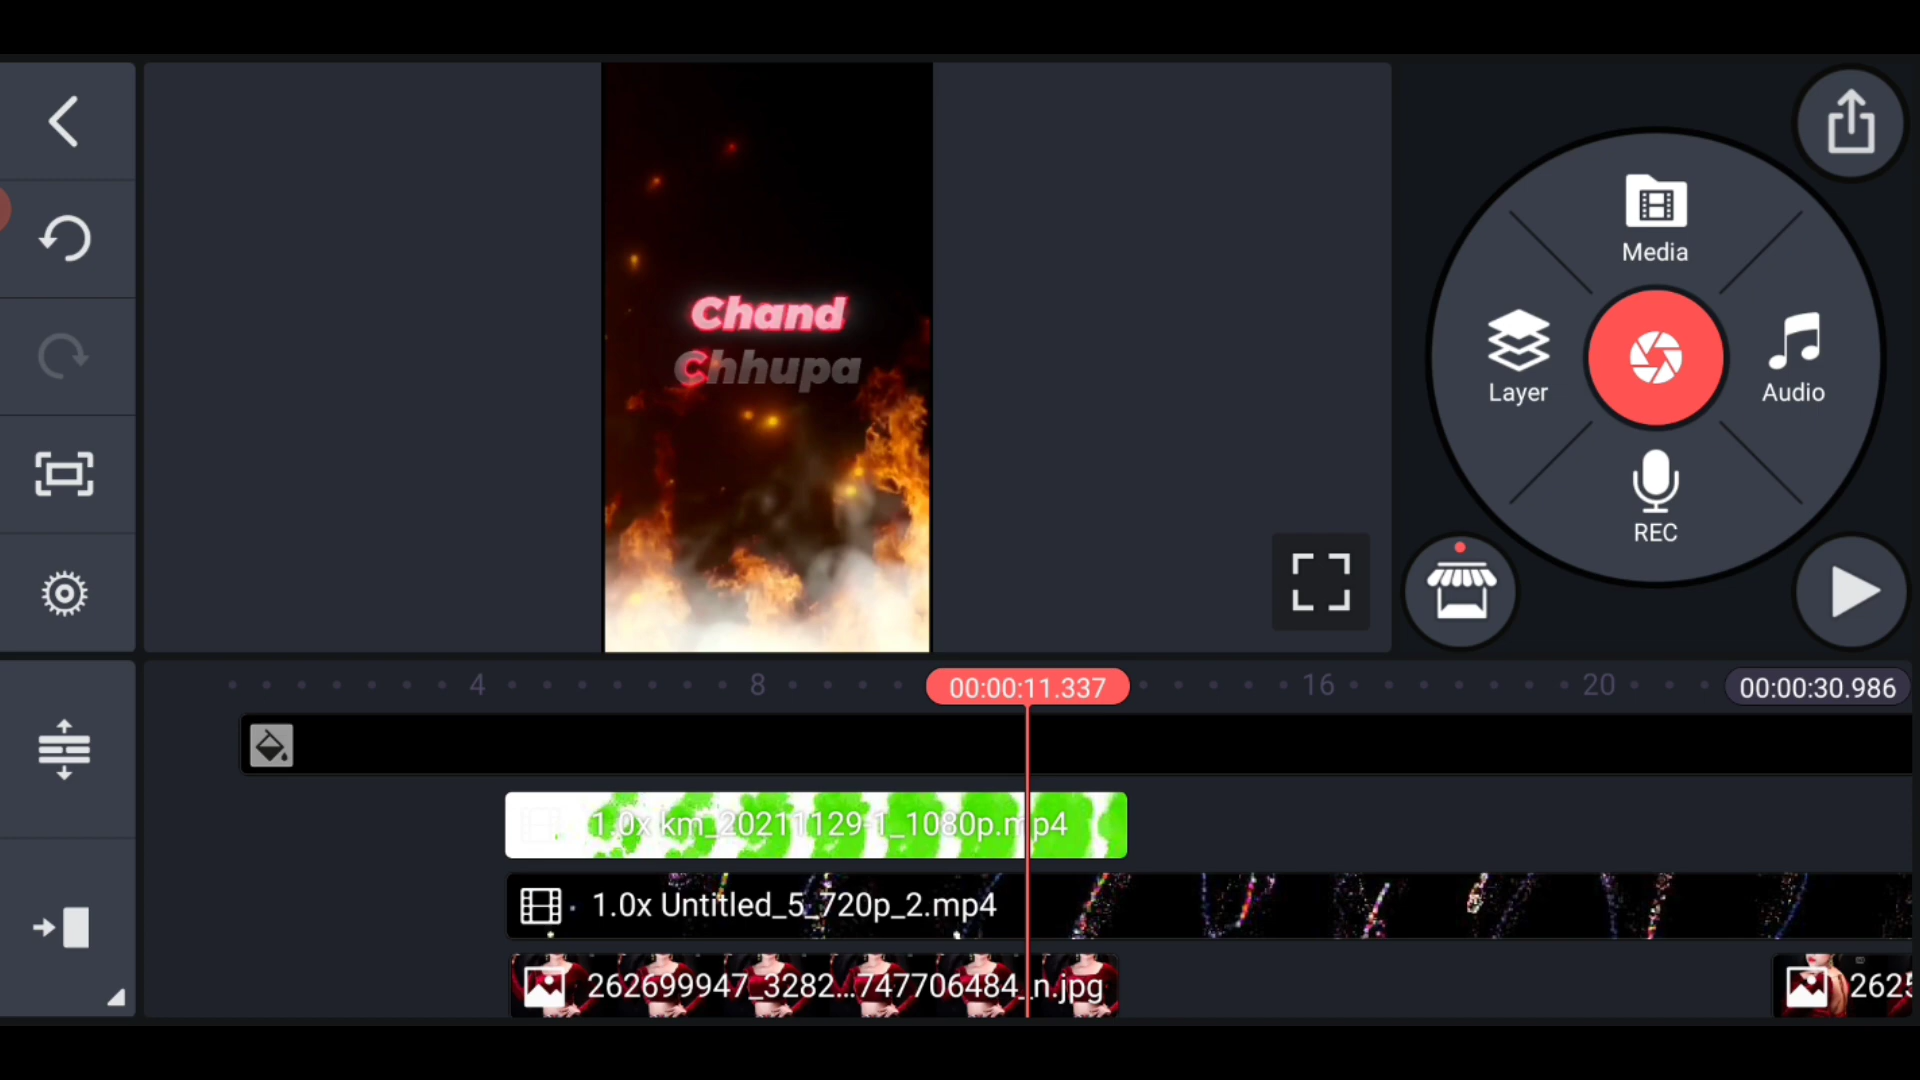 Media
Layer
Audio
REC
Chand
Chhupa
4
8
00:00:11.337
16
20
00:00:30.986
1.0x km_20211129-1_1080p.mp4
1.0x Untitled_5_720p_2.mp4
262699947_3282...747706484_n.jpg
262